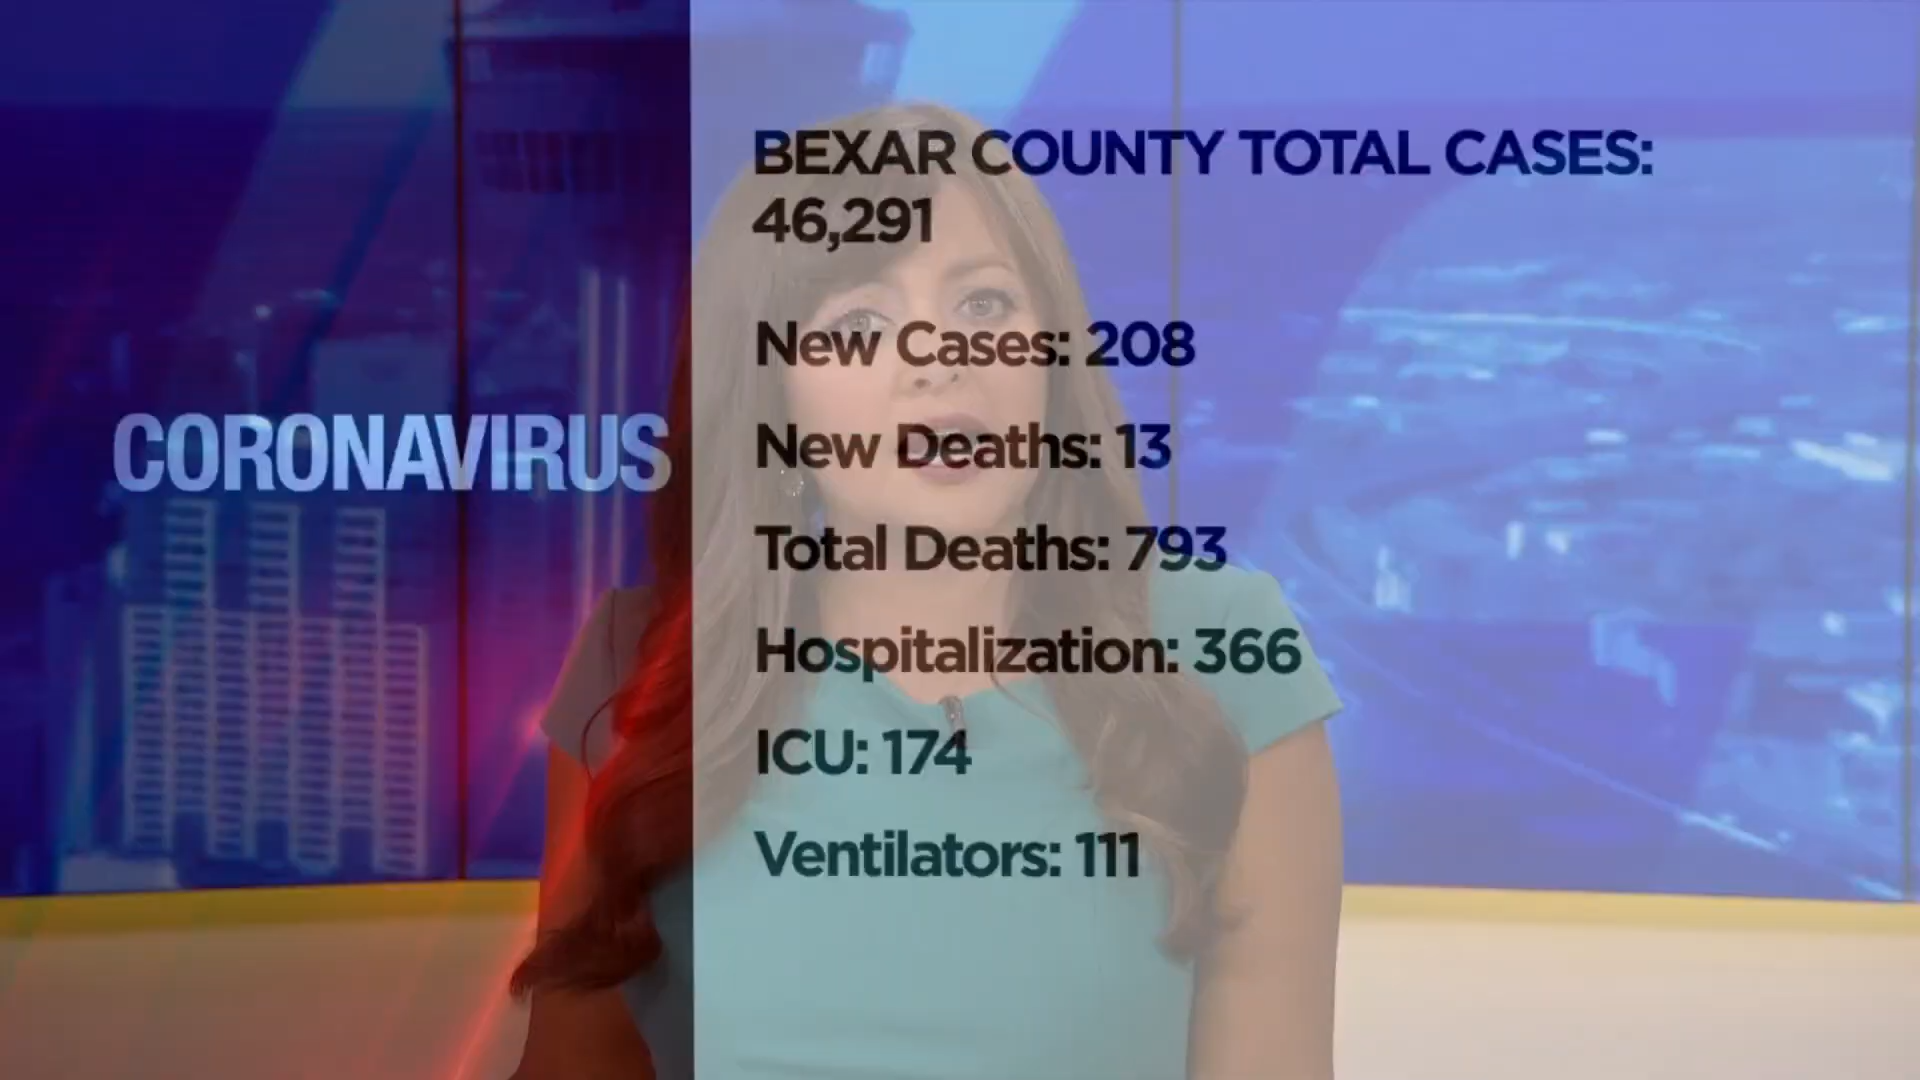 CORONAVIRUS
BEXAR COUNTY TOTAL CASES:
46,291
New Cases: 208
New Deaths: 13
Total Deaths: 793
Hospitalization: 366
ICU: 174
Ventilators: 111